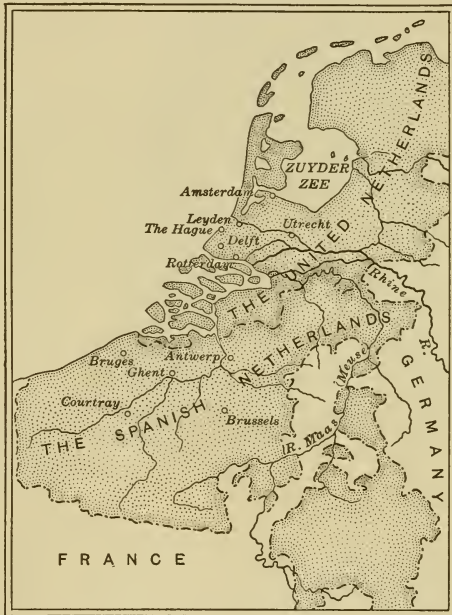 ZUYDER
ZEE
THE UNITED NETHERLANDS
Amsterdam
Leyden
The Hague
Utrecht
Delft
Rotterdam
Rhine R.
THE SPANISH NETHERLANDS
Bruges
Antwerp
Ghent
Courtray
Brussels
R. Maas (Meuse)
GERMANY
FRANCE